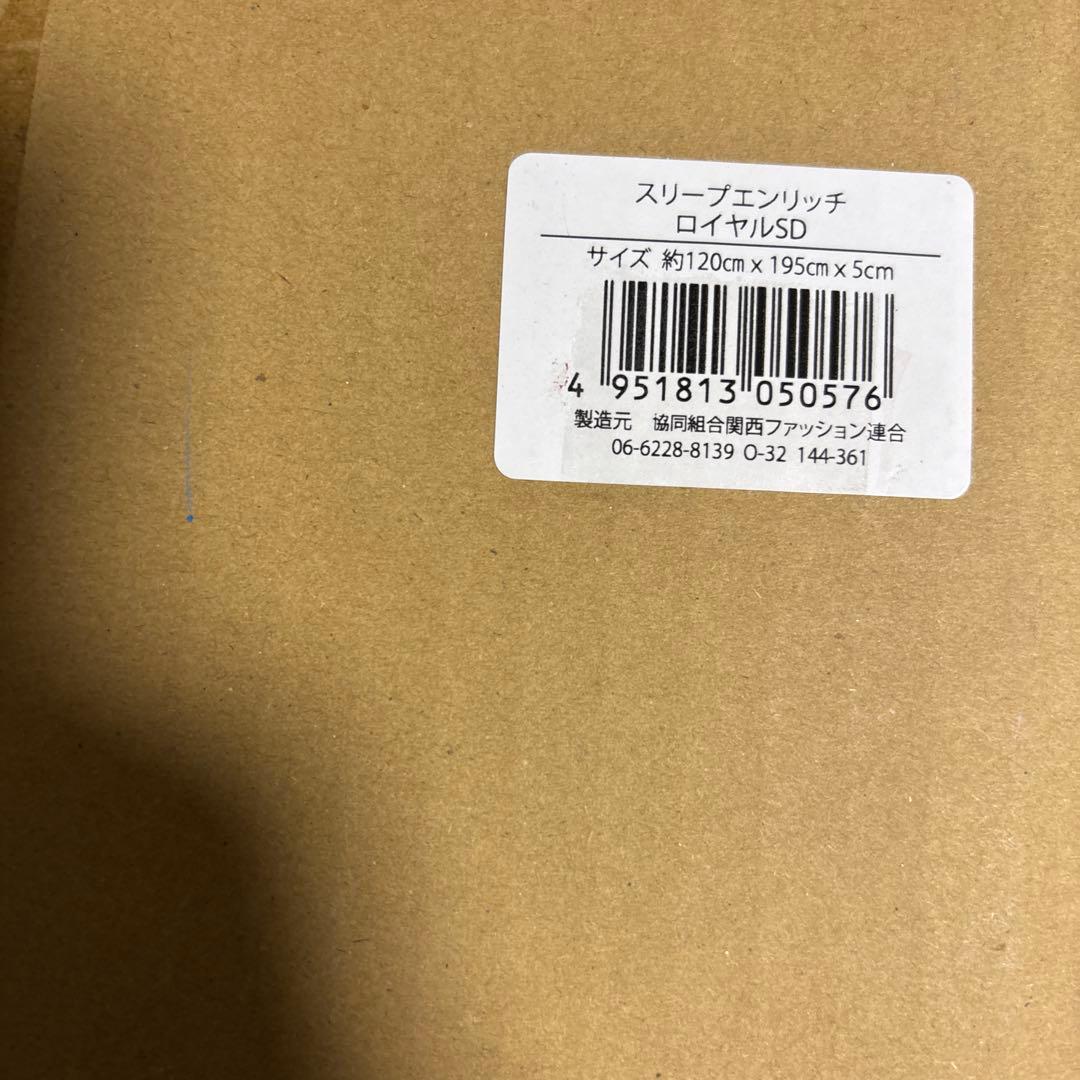 スリープエンリッチ
ロイヤルSD
サイズ 約120㎝ x 195㎝ x 5cm
4 951813 050576
製造元 協同組合関西ファッション連合
06-6228-8139 O-32 144-361